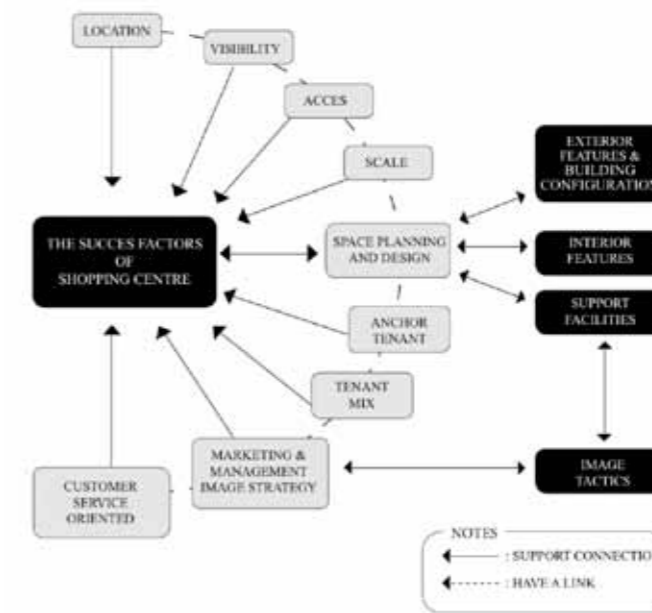 LOCATION
VISIBILITY
ACCES
SCALE
EXTERIOR
FEATURES &
BUILDING
CONFIGURATION
THE SUCCES FACTORS
OF
SHOPPING CENTRE
SPACE PLANNING
AND DESIGN
INTERIOR
FEATURES
SUPPORT
FACILITIES
ANCHOR
TENANT
TENANT
MIX
MARKETING &
MANAGEMENT
IMAGE STRATEGY
CUSTOMER
SERVICE
ORIENTED
IMAGE
TACTICS
NOTES
: SUPPORT CONNECTIO
: HAVE A LINK